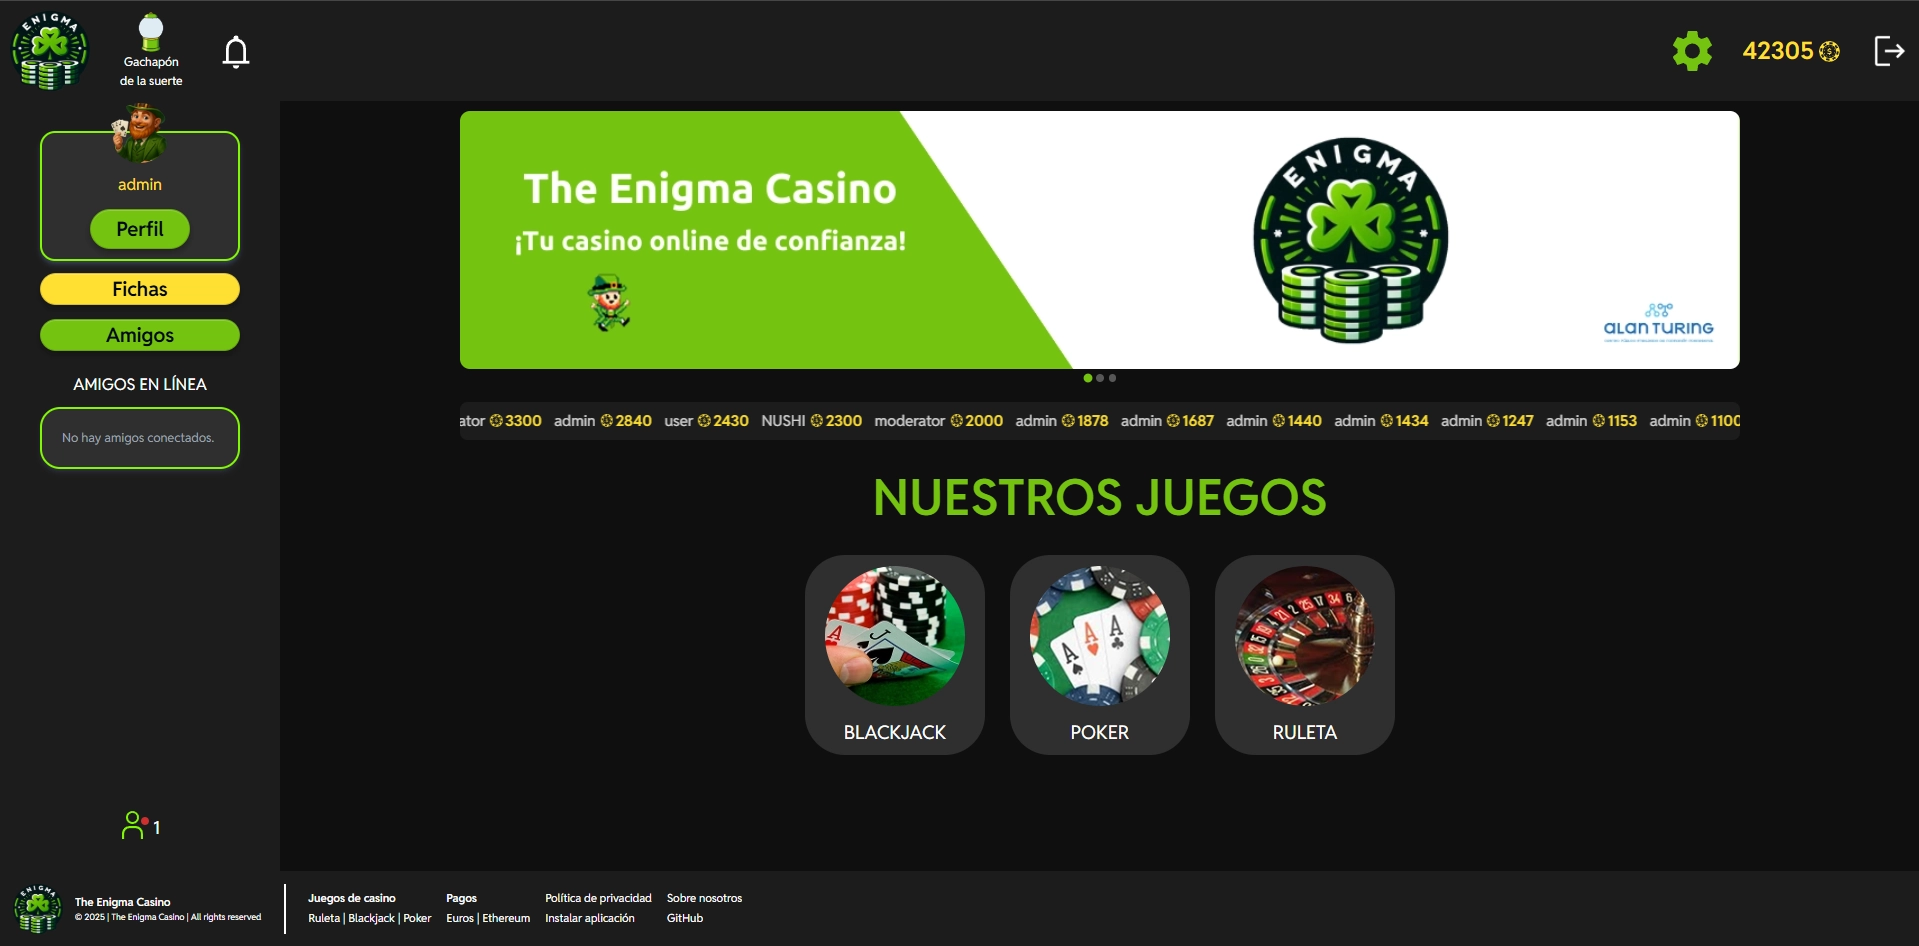 ENIGMA
Gachapón
de la suerte
42305
admin
Perfil
Fichas
Amigos
AMIGOS EN LÍNEA
No hay amigos conectados.
1
The Enigma Casino
¡Tu casino online de confianza!
ENIGMA
ALAN TURING
ator 3300 admin 2840 user 2430 NUSHI 2300 moderator 2000 admin 1878 admin 1687 admin 1440 admin 1434 admin 1247 admin 1153 admin 1100
NUESTROS JUEGOS
BLACKJACK
POKER
RULETA
ENIGMA
The Enigma Casino
© 2025 | The Enigma Casino | All rights reserved
Juegos de casino
Ruleta | Blackjack | Poker
Pagos
Euros | Ethereum
Política de privacidad
Instalar aplicación
Sobre nosotros
GitHub